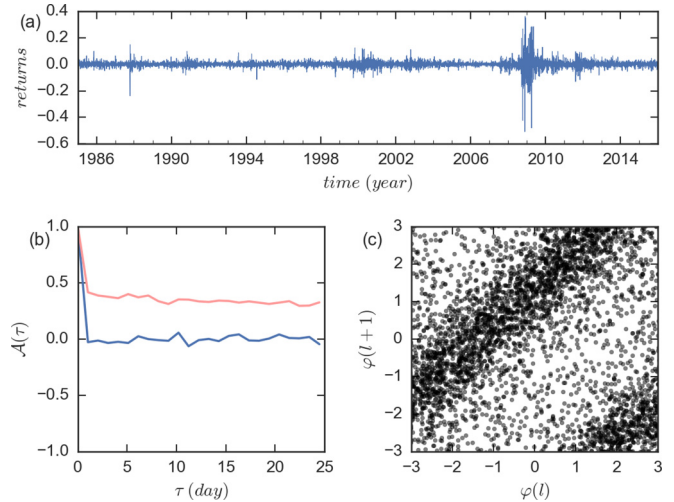 (a)
0.4
0.2
0.0
−0.2
−0.4
−0.6
returns
1986 1990 1994 1998 2002 2006 2010 2014
time (year)
(b)
1.0
0.5
0.0
−0.5
−1.0
A(τ)
0 5 10 15 20 25
τ (day)
(c)
3
2
1
0
−1
−2
−3
φ(l + 1)
−3 −2 −1 0 1 2 3
φ(l)